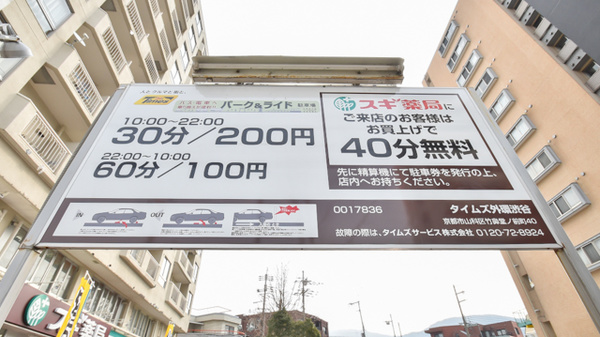 Times
パーク&ライド 駐車場
10:00~22:00
30分/200円
22:00~10:00
60分/100円
スギ薬局に
ご来店のお客様は
お買上げで
40分無料
先に精算機にて駐車券を発行の上、
店内へお持ちください。
IN
OUT
0017836
タイムズ外環渋谷
京都市山科区竹鼻堂ノ前町40
故障の際は、タイムズサービス株式会社 0120-72-8924
スギ薬局